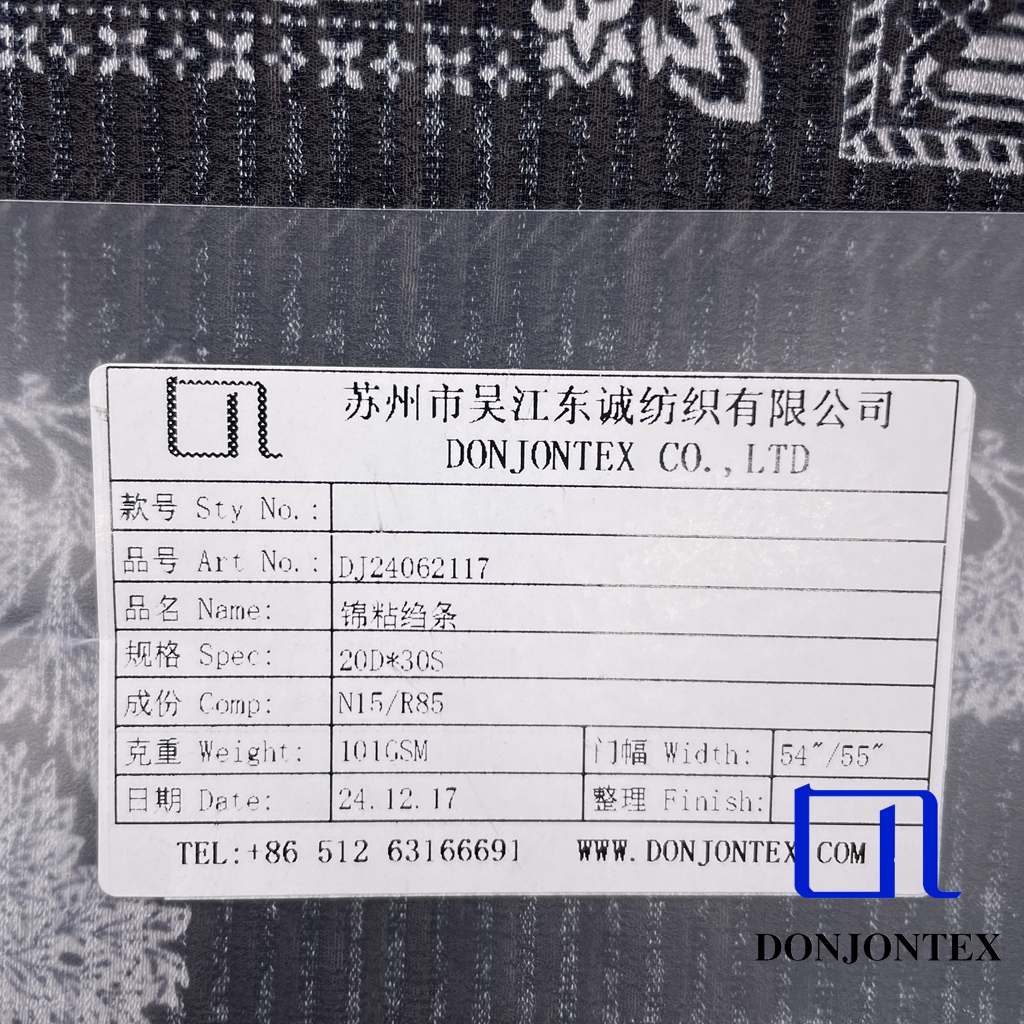 苏州市吴江东诚纺织有限公司
DONJONTEX CO.,LTD
款号 Sty No.:
品号 Art No.: DJ24062117
品名 Name: 锦粘绉条
规格 Spec: 20D*30S
成份 Comp: N15/R85
克重 Weight: 101GSM 门幅 Width: 54″/55″
日期 Date: 24.12.17 整理 Finish:
TEL:+86 512 63166691 WWW.DONJONTEX.COM
DONJONTEX